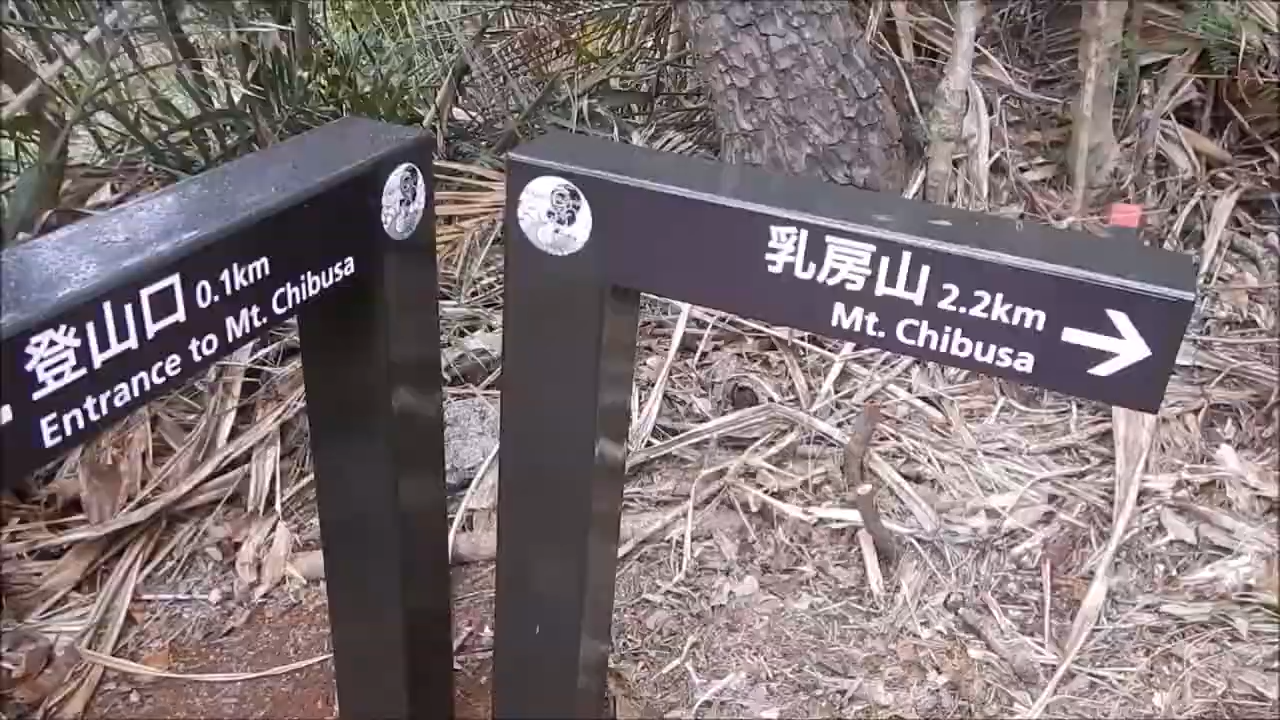 登山口 0.1km
Entrance to Mt. Chibusa
乳房山 2.2km
Mt. Chibusa